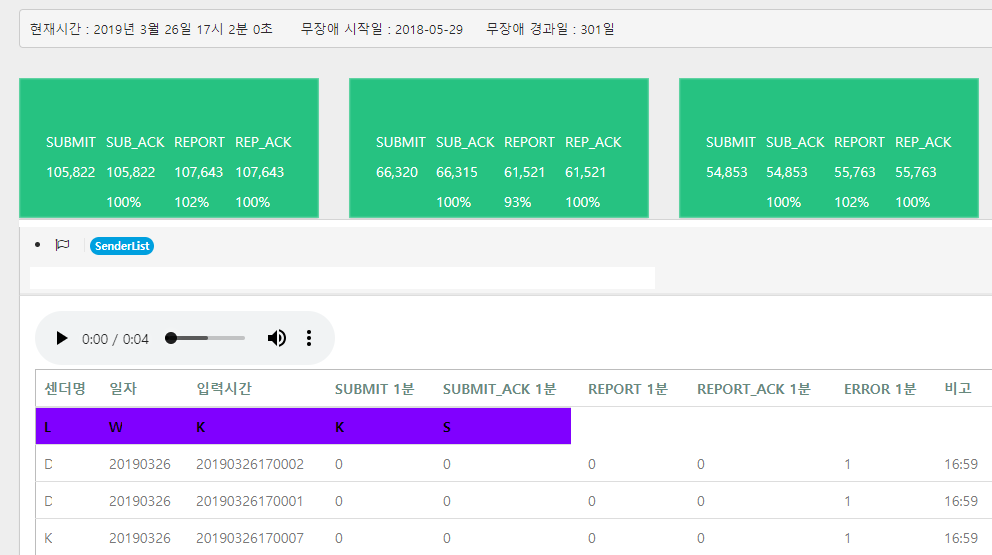 현재시간 : 2019년 3월 26일 17시 2분 0초 무장애 시작일 : 2018-05-29 무장애 경과일 : 301일
SUBMIT SUB_ACK REPORT REP_ACK
105,822 105,822 107,643 107,643
100% 102% 100%
SUBMIT SUB_ACK REPORT REP_ACK
66,320 66,315 61,521 61,521
100% 93% 100%
SUBMIT SUB_ACK REPORT REP_ACK
54,853 54,853 55,763 55,763
100% 102% 100%
SenderList
0:00 / 0:04
센더명 일자 입력시간 SUBMIT 1분 SUBMIT_ACK 1분 REPORT 1분 REPORT_ACK 1분 ERROR 1분 비고
L W K K S
D 20190326 20190326170002 0 0 0 0 1 16:59
D 20190326 20190326170001 0 0 0 0 1 16:59
K 20190326 20190326170007 0 0 0 0 1 16:59